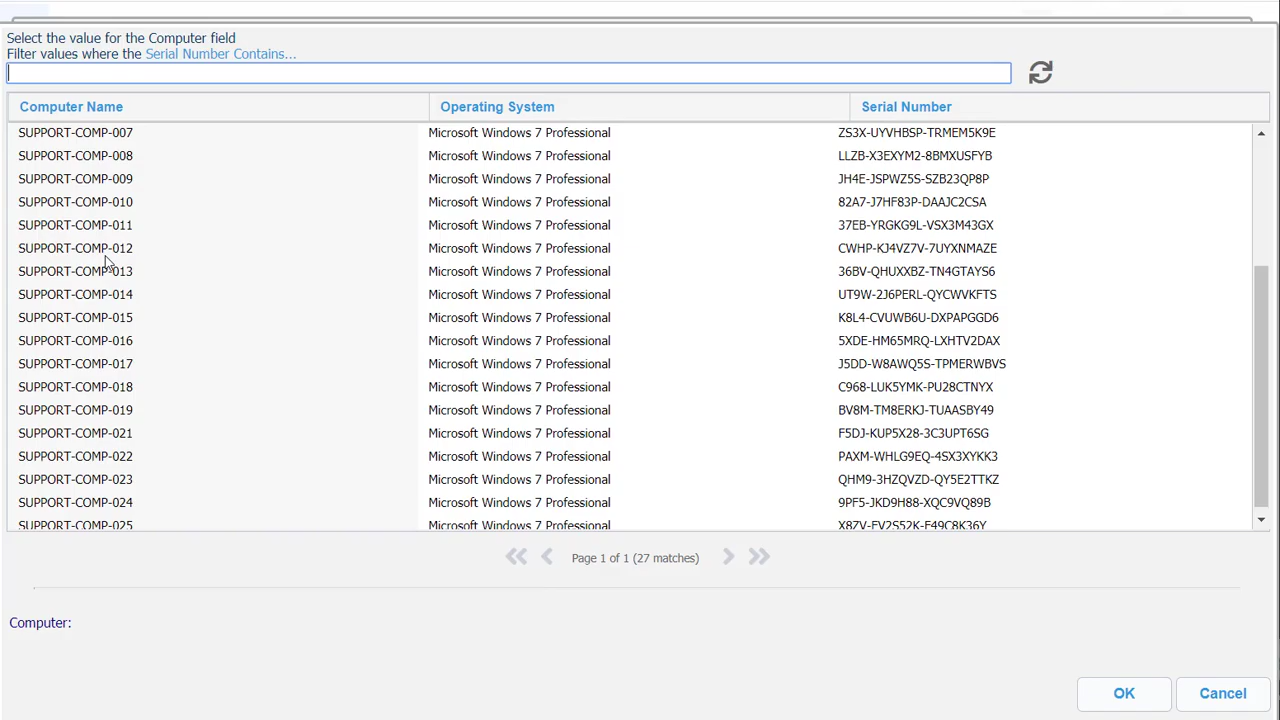 Select the value for the Computer field
Filter values where the Serial Number Contains...
Computer Name Operating System Serial Number
SUPPORT-COMP-007 Microsoft Windows 7 Professional ZS3X-UYVHBSP-TRMEM5K9E
SUPPORT-COMP-008 Microsoft Windows 7 Professional LLZB-X3EXYM2-8BMXUSFYB
SUPPORT-COMP-009 Microsoft Windows 7 Professional JH4E-JSPWZ5S-SZB23QP8P
SUPPORT-COMP-010 Microsoft Windows 7 Professional 82A7-J7HF83P-DAAJC2CSA
SUPPORT-COMP-011 Microsoft Windows 7 Professional 37EB-YRGKG9L-VSX3M43GX
SUPPORT-COMP-012 Microsoft Windows 7 Professional CWHP-KJ4VZ7V-7UYXNMAZE
SUPPORT-COMP-013 Microsoft Windows 7 Professional 36BV-QHUXXBZ-TN4GTAYS6
SUPPORT-COMP-014 Microsoft Windows 7 Professional UT9W-2J6PERL-QYCWVKFTS
SUPPORT-COMP-015 Microsoft Windows 7 Professional K8L4-CVUWB6U-DXPAPGGD6
SUPPORT-COMP-016 Microsoft Windows 7 Professional 5XDE-HM65MRQ-LXHTV2DAX
SUPPORT-COMP-017 Microsoft Windows 7 Professional J5DD-W8AWQ5S-TPMERWBVS
SUPPORT-COMP-018 Microsoft Windows 7 Professional C968-LUK5YMK-PU28CTNYX
SUPPORT-COMP-019 Microsoft Windows 7 Professional BV8M-TM8ERKJ-TUAASBY49
SUPPORT-COMP-021 Microsoft Windows 7 Professional F5DJ-KUP5X28-3C3UPT6SG
SUPPORT-COMP-022 Microsoft Windows 7 Professional PAXM-WHLG9EQ-4SX3XYKK3
SUPPORT-COMP-023 Microsoft Windows 7 Professional QHM9-3HZQVZD-QY5E2TTKZ
SUPPORT-COMP-024 Microsoft Windows 7 Professional 9PF5-JKD9H88-XQC9VQ89B
SUPPORT-COMP-025 Microsoft Windows 7 Professional
Page 1 of 1 (27 matches)
Computer:
OK Cancel